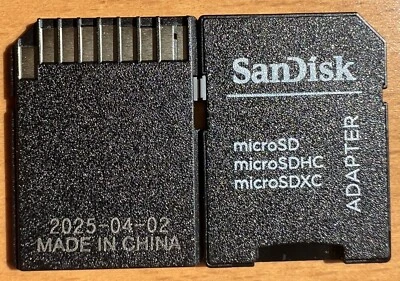 2025-04-02
MADE IN CHINA
SanDisk
microSD
microSDHC
microSDXC
ADAPTER